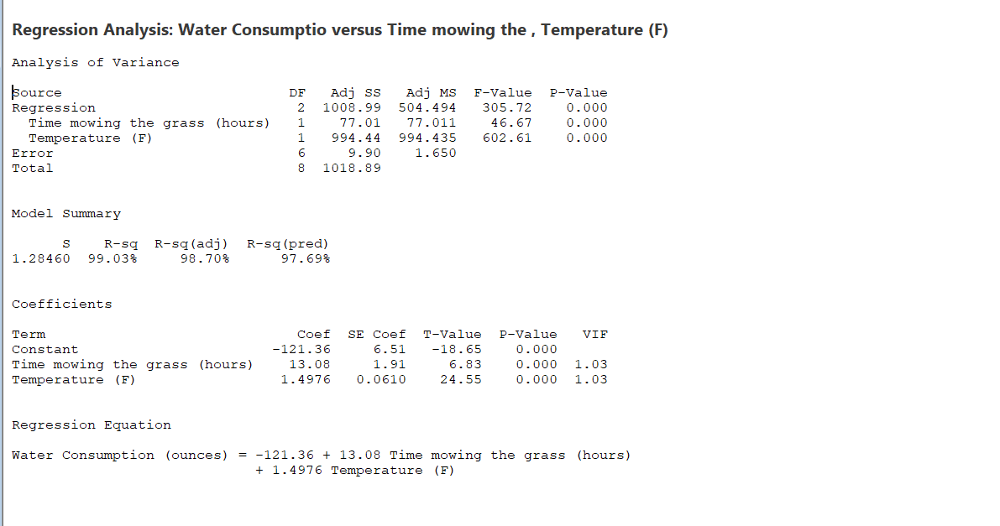 Regression Analysis: Water Consumptio versus Time mowing the , Temperature (F)
Analysis of Variance
Source DF Adj SS Adj MS F-Value P-Value
Regression 2 1008.99 504.494 305.72 0.000
Time mowing the grass (hours) 1 77.01 77.011 46.67 0.000
Temperature (F) 1 994.44 994.435 602.61 0.000
Error 6 9.90 1.650
Total 8 1018.89
Model Summary
S R-sq R-sq(adj) R-sq(pred)
1.28460 99.03% 98.70% 97.69%
Coefficients
Term Coef SE Coef T-Value P-Value VIF
Constant -121.36 6.51 -18.65 0.000
Time mowing the grass (hours) 13.08 1.91 6.83 0.000 1.03
Temperature (F) 1.4976 0.0610 24.55 0.000 1.03
Regression Equation
Water Consumption (ounces) = -121.36 + 13.08 Time mowing the grass (hours)
+ 1.4976 Temperature (F)